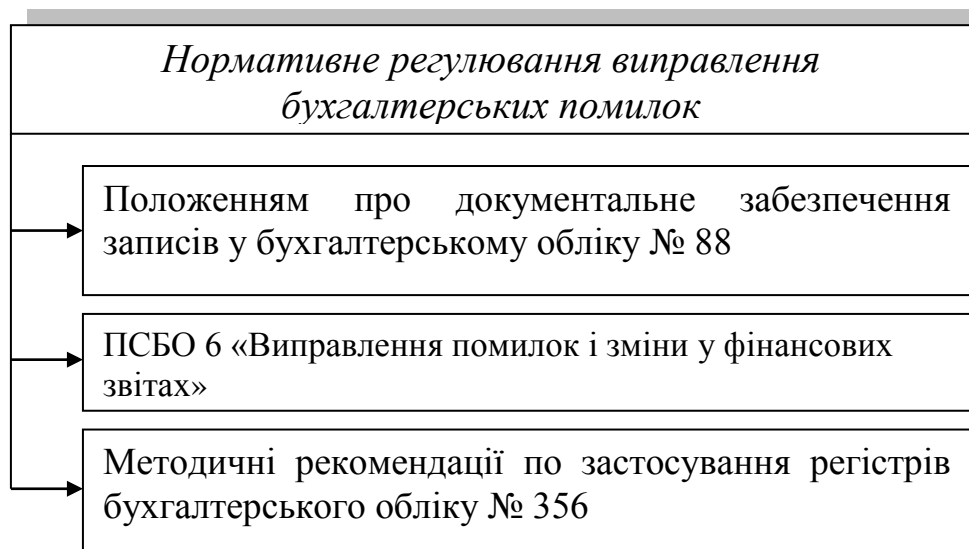 Нормативне регулювання виправлення
бухгалтерських помилок
Положенням про документальне забезпечення
записів у бухгалтерському обліку № 88
ПСБО 6 «Виправлення помилок і зміни у фінансових
звітах»
Методичні рекомендації по застосування регістрів
бухгалтерського обліку № 356